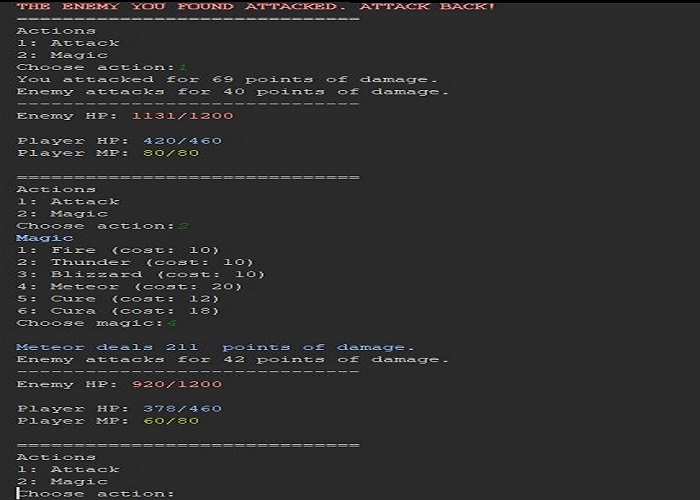 THE ENEMY YOU FOUND ATTACKED. ATTACK BACK!
==============================
Actions
1: Attack
2: Magic
Choose action:1
You attacked for 69 points of damage.
Enemy attacks for 40 points of damage.
------------------------------
Enemy HP: 1131/1200
Player HP: 420/460
Player MP: 80/80
==============================
Actions
1: Attack
2: Magic
Choose action:2
Magic
1: Fire (cost: 10)
2: Thunder (cost: 10)
3: Blizzard (cost: 10)
4: Meteor (cost: 20)
5: Cure (cost: 12)
6: Cura (cost: 18)
Choose magic:4
Meteor deals 211  points of damage.
Enemy attacks for 42 points of damage.
------------------------------
Enemy HP: 920/1200
Player HP: 378/460
Player MP: 60/80
==============================
Actions
1: Attack
2: Magic
Choose action: